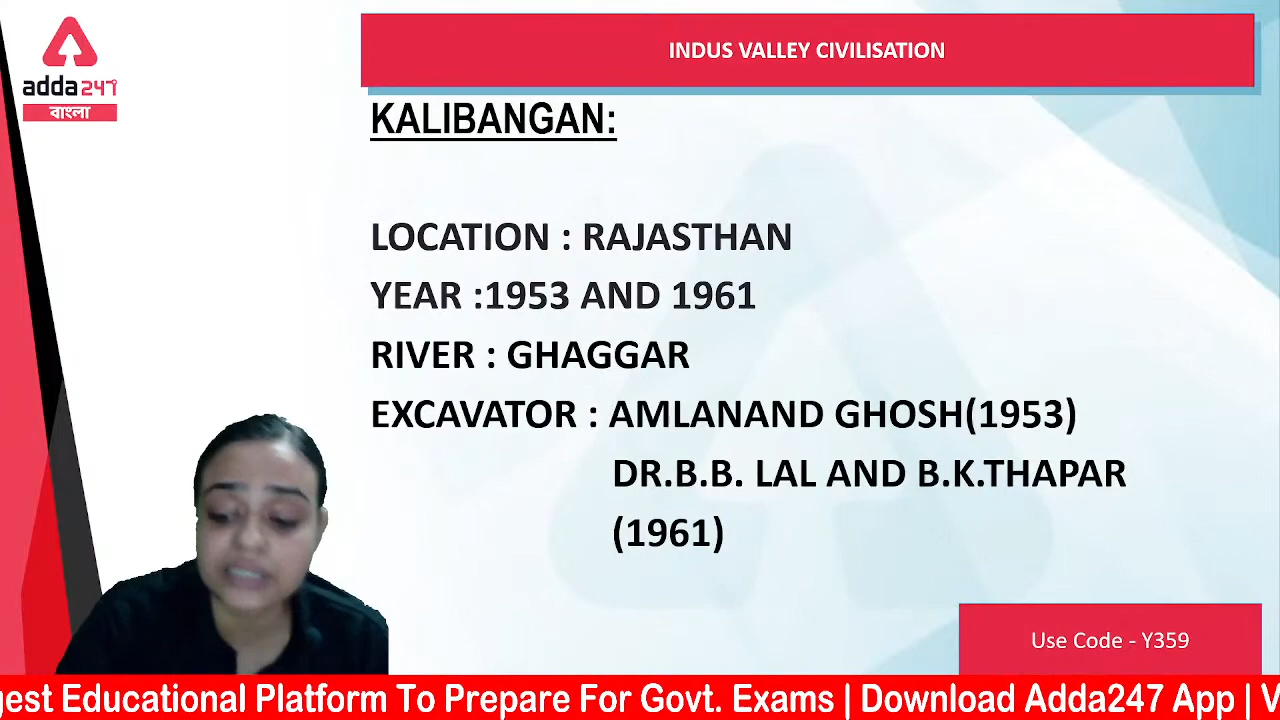 adda247
বাংলা
INDUS VALLEY CIVILISATION
KALIBANGAN:
LOCATION : RAJASTHAN
YEAR :1953 AND 1961
RIVER : GHAGGAR
EXCAVATOR : AMLANAND GHOSH(1953)
DR.B.B. LAL AND B.K.THAPAR
(1961)
Use Code - Y359
Educational Platform To Prepare For Govt. Exams | Download Adda247 App |